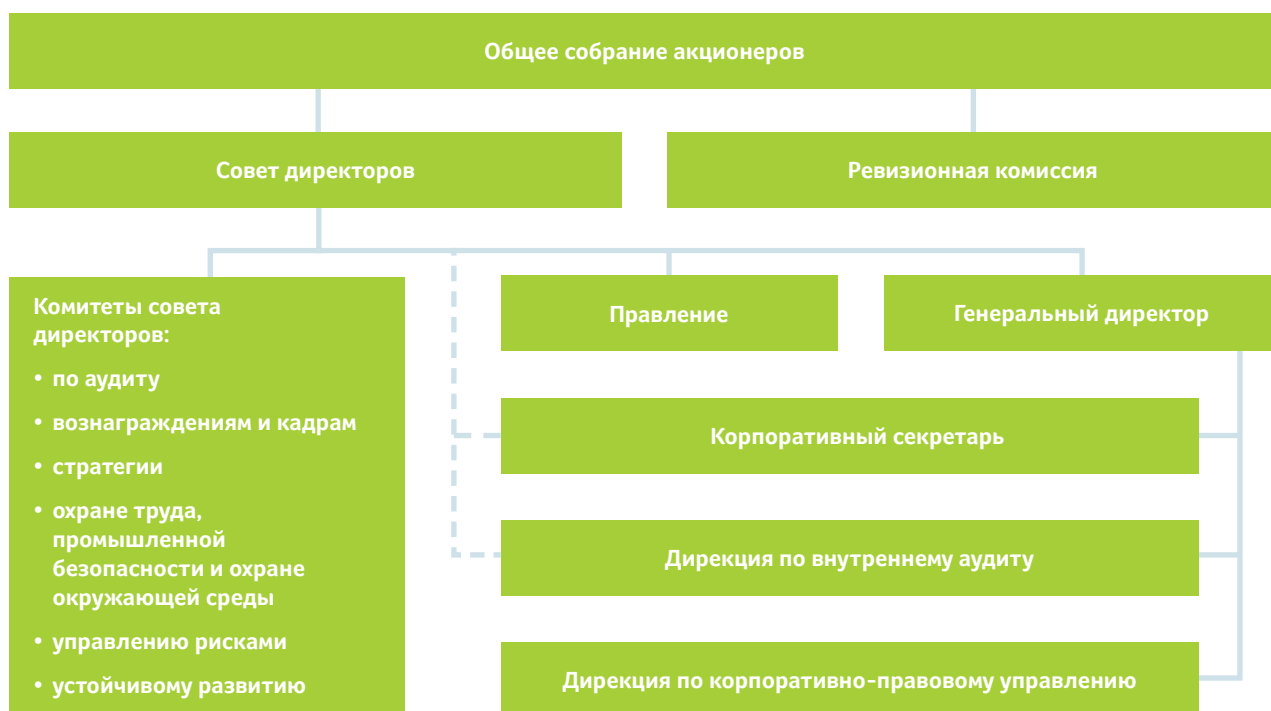 Общее собрание акционеров
Совет директоров
Ревизионная комиссия
Комитеты совета
директоров:
• по аудиту
• вознаграждениям и кадрам
• стратегии
• охране труда,
промышленной
безопасности и охране
окружающей среды
• управлению рисками
• устойчивому развитию
Правление
Генеральный директор
Корпоративный секретарь
Дирекция по внутреннему аудиту
Дирекция по корпоративно-правовому управлению